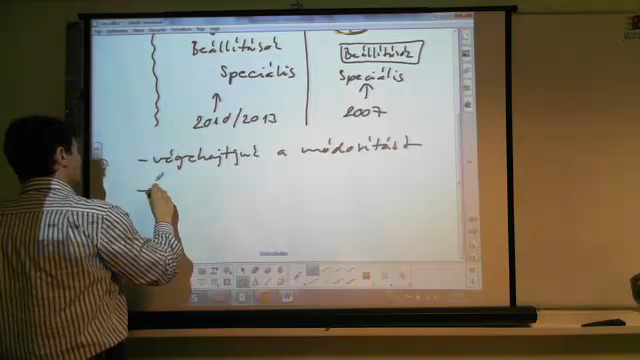 Beállítások
Beállítások
Speciális
Speciális
↑
↑
2010/2013
2007
- végrehajtjuk a módosítást
-